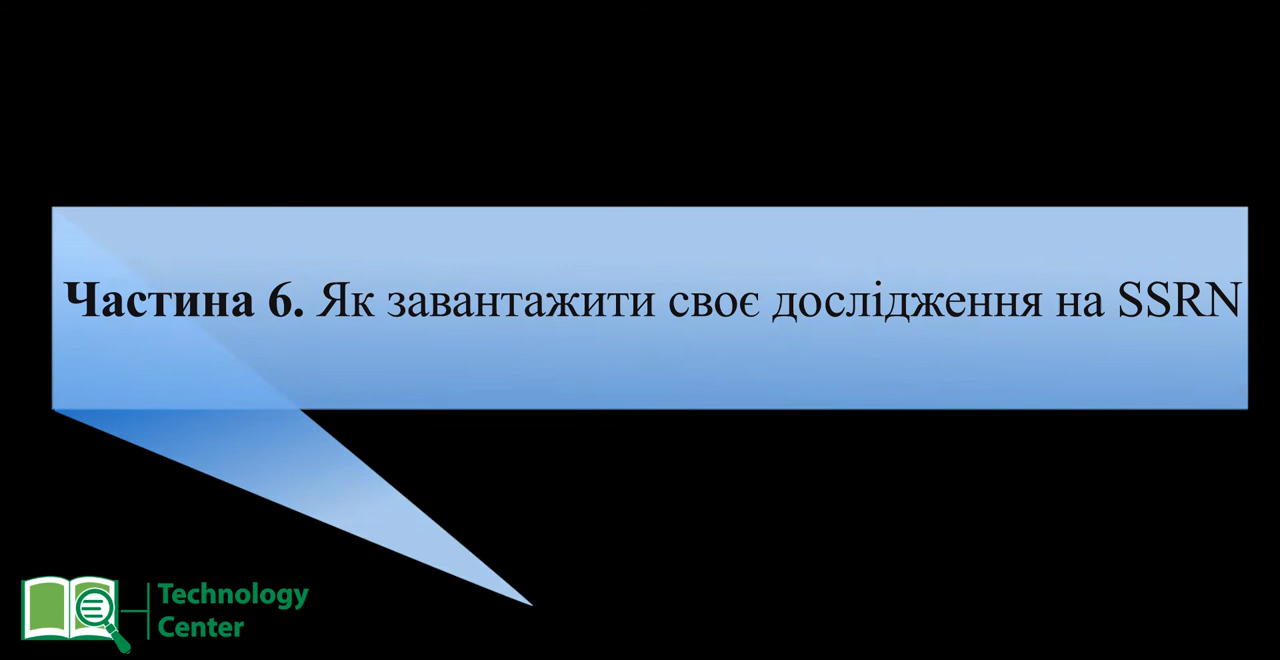 Частина 6. Як завантажити своє дослідження на SSRN
Technology
Center